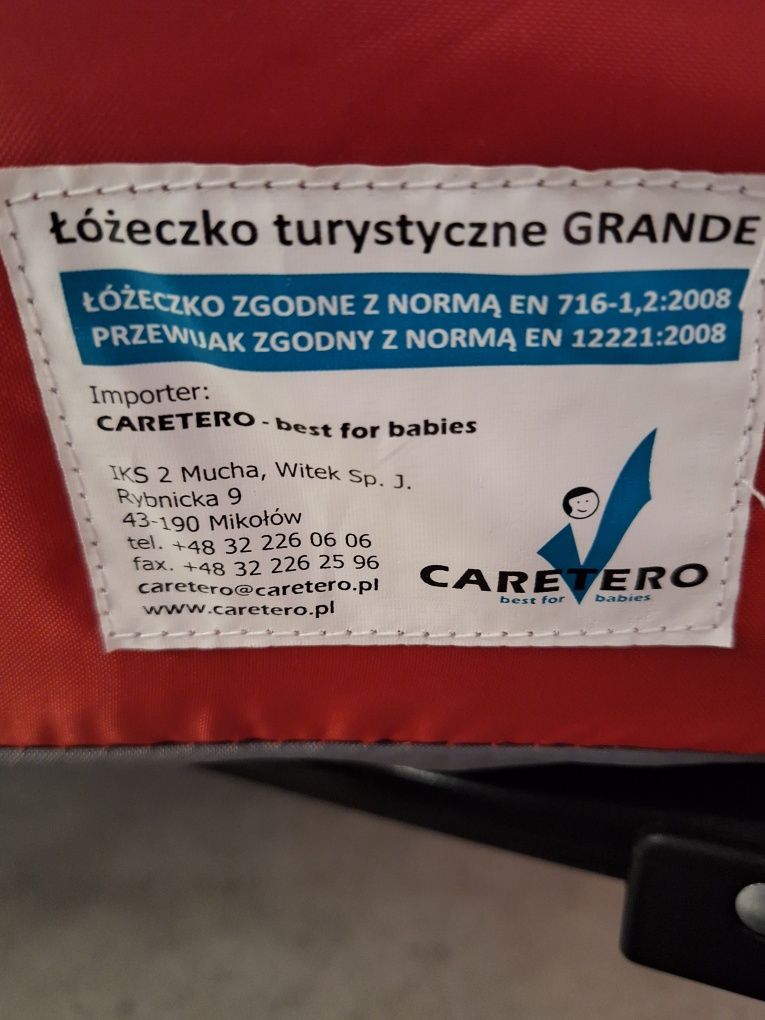 Łóżeczko turystyczne GRANDE
ŁÓŻECZKO ZGODNE Z NORMĄ EN 716-1,2:2008
PRZEWIJAK ZGODNY Z NORMĄ EN 12221:2008
Importer:
CARETERO - best for babies
IKS 2 Mucha, Witek Sp. J.
Rybnicka 9
43-190 Mikołów
tel. +48 32 226 06 06
fax. +48 32 226 25 96
caretero@caretero.pl
www.caretero.pl
CARETERO
best for babies